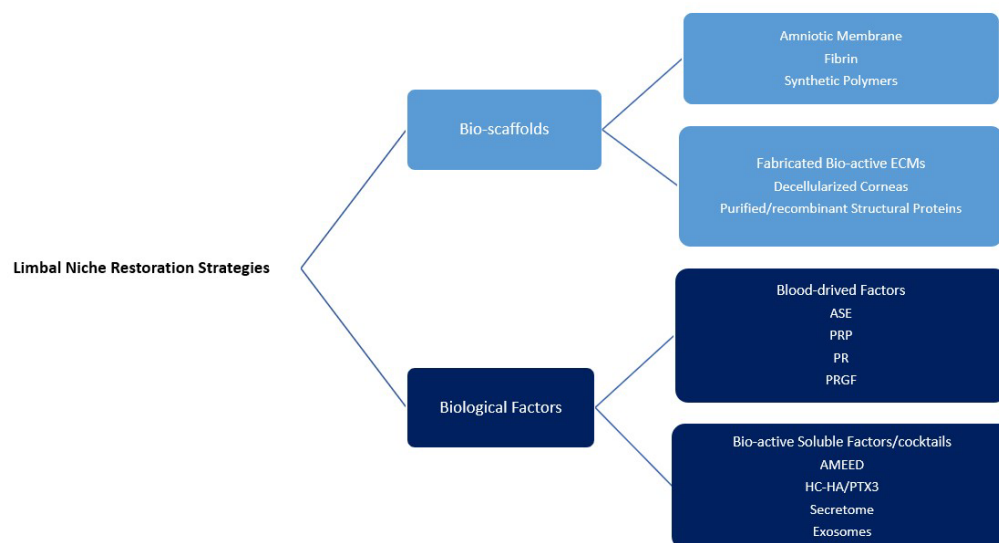 Limbal Niche Restoration Strategies
Bio-scaffolds
Amniotic Membrane
Fibrin
Synthetic Polymers
Fabricated Bio-active ECMs
Decellularized Corneas
Purified/recombinant Structural Proteins
Biological Factors
Blood-drived Factors
ASE
PRP
PR
PRGF
Bio-active Soluble Factors/cocktails
AMEED
HC-HA/PTX3
Secretome
Exosomes